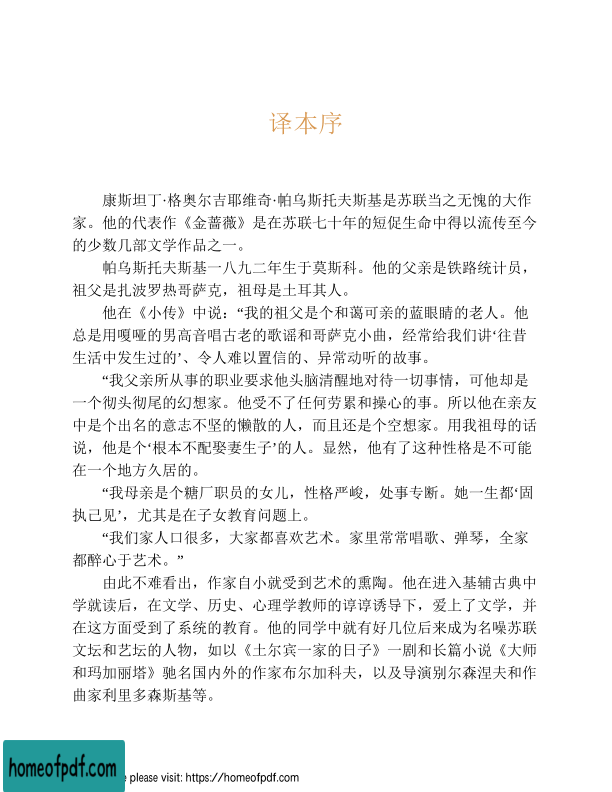 译本序
康斯坦丁·格奥尔吉耶维奇·帕乌斯托夫斯基是苏联当之无愧的大作
家。他的代表作《金蔷薇》是在苏联七十年的短促生命中得以流传至今
的少数几部文学作品之一。
帕乌斯托夫斯基一八九二年生于莫斯科。他的父亲是铁路统计员，
祖父是扎波罗热哥萨克，祖母是土耳其人。
他在《小传》中说：“我的祖父是个和蔼可亲的蓝眼睛的老人。他
总是用嘎哑的男高音唱古老的歌谣和哥萨克小曲，经常给我们讲‘往昔
生活中发生过的’、令人难以置信的、异常动听的故事。
“我父亲所从事的职业要求他头脑清醒地对待一切事情，可他却是
一个彻头彻尾的幻想家。他受不了任何劳累和操心的事。所以他在亲友
中是个出名的意志不坚的懒散的人，而且还是个空想家。用我祖母的话
说，他是个‘根本不配娶妻生子’的人。显然，他有了这种性格是不可能
在一个地方久居的。
“我母亲是个糖厂职员的女儿，性格严峻，处事专断。她一生都‘固
执己见’，尤其是在子女教育问题上。
“我们家人口很多，大家都喜欢艺术。家里常常唱歌、弹琴，全家
都醉心于艺术。”
由此不难看出，作家自小就受到艺术的熏陶。他在进入基辅古典中
学就读后，在文学、历史、心理学教师的谆谆诱导下，爱上了文学，并
在这方面受到了系统的教育。他的同学中就有好几位后来成为名噪苏联
文坛和艺坛的人物，如以《土尔宾一家的日子》一剧和长篇小说《大师
和玛加丽塔》驰名国内外的作家布尔加科夫，以及导演别尔森涅夫和作
曲家利里多森斯基等。
homeofpdf.com
e please visit: https://homeofpdf.com